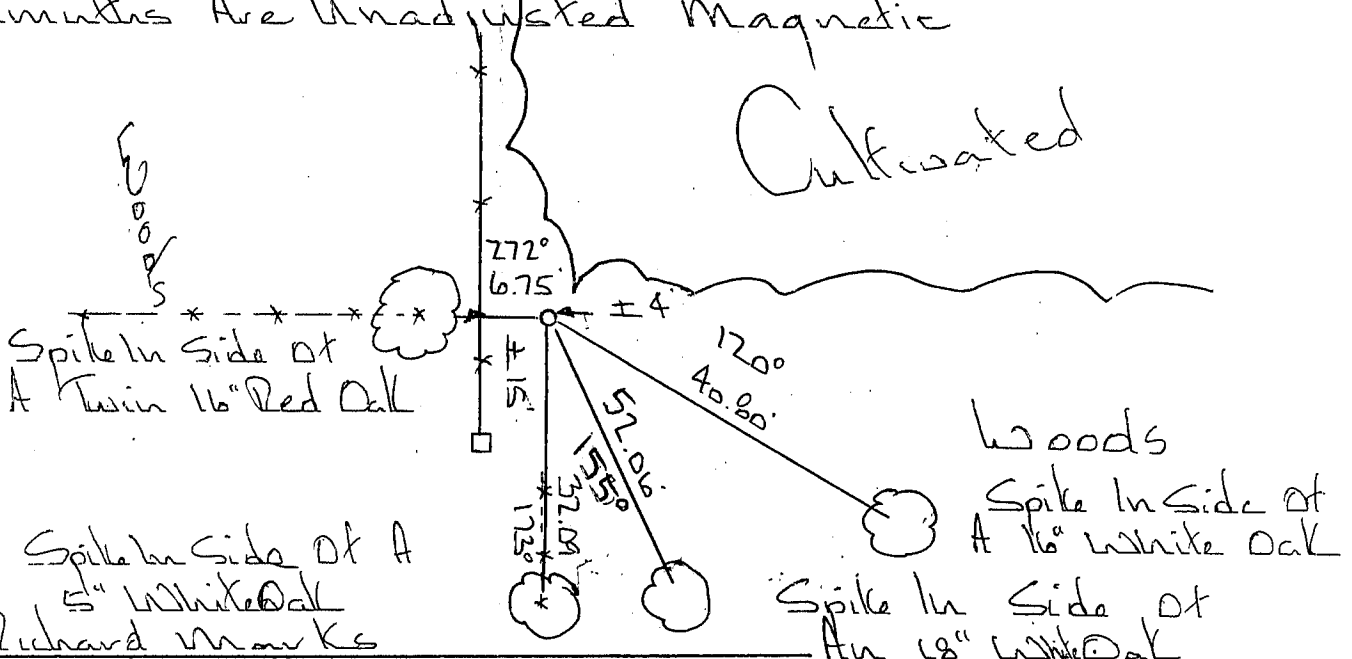 Are Unadjusted Magnetic
Cultivated
Woods
272°
6.75'
± 4'
Spike In Side Of
A Twin 16" Red Oak
± 15'
120°
40.80'
52.06'
155°
Woods
Spike In Side Of
A 16" White Oak
Spike In Side Of A
5" White Oak
Richard Marks
Spike In Side Of
An 18" White Oak